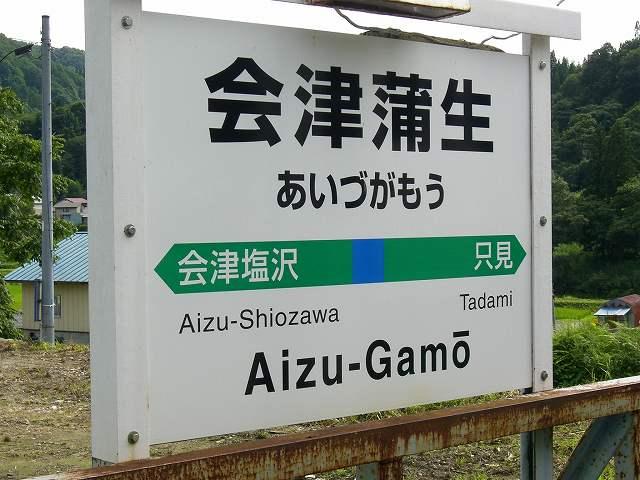 会津蒲生
あいづがもう
会津塩沢 只見
Aizu-Shiozawa Tadami
Aizu-Gamō